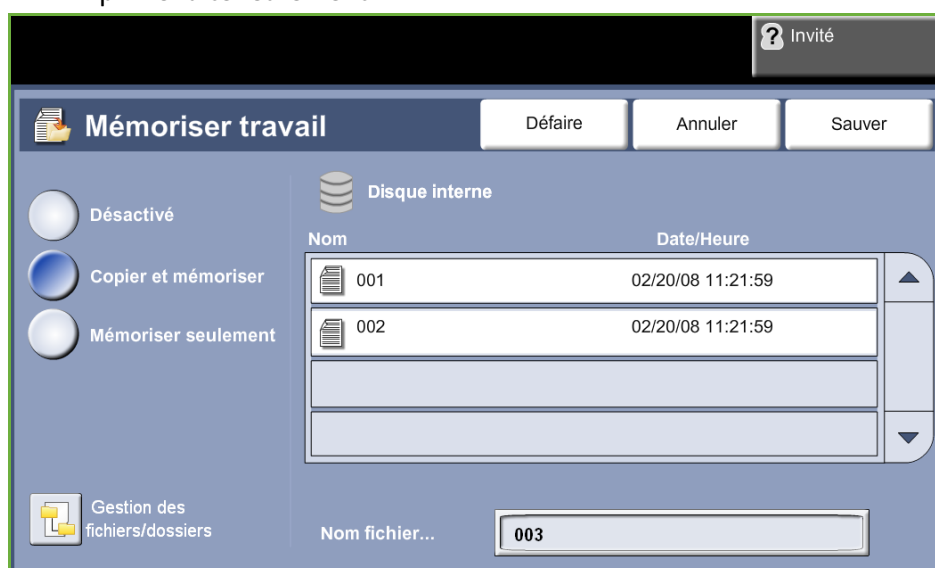 Invité
Mémoriser travail
Défaire
Annuler
Sauver
Désactivé
Copier et mémoriser
Mémoriser seulement
Disque interne
Nom Date/Heure
001 02/20/08 11:21:59
002 02/20/08 11:21:59
Gestion des
fichiers/dossiers
Nom fichier...
003